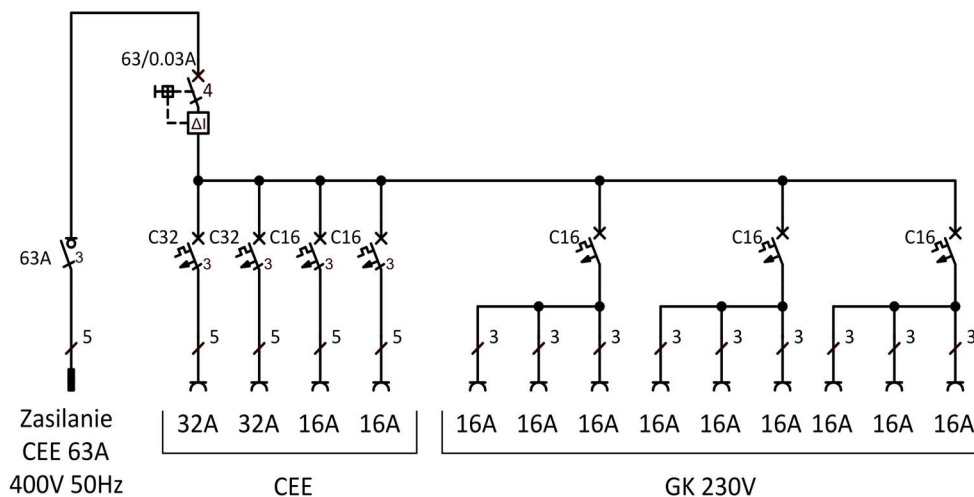 63/0.03A
4
ΔI
63A
3
C32
3
C32
3
C16
3
C16
3
C16
C16
C16
5
5
5
5
5
3
3
3
3
3
3
3
3
3
Zasilanie
CEE 63A
400V 50Hz
32A 32A 16A 16A
CEE
16A 16A 16A 16A 16A 16A 16A 16A 16A
GK 230V